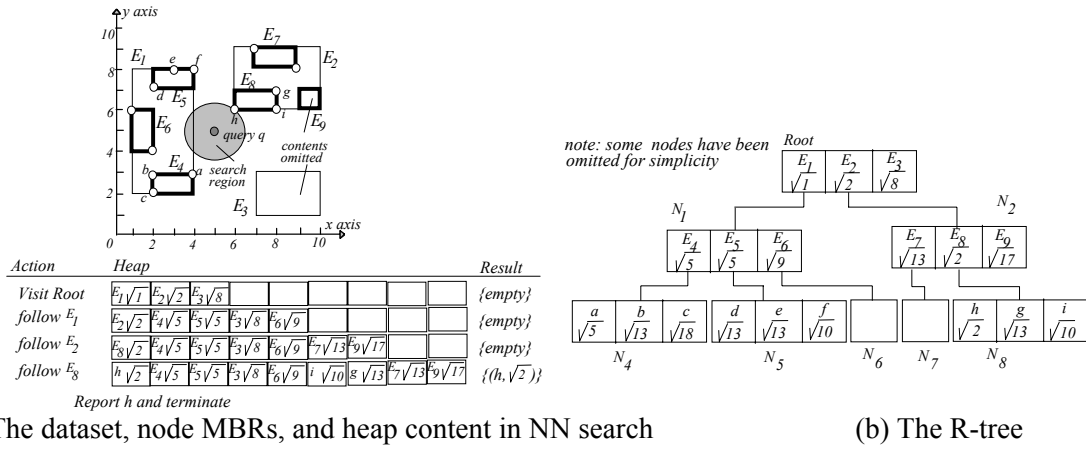 y axis
10
8
6
4
2
0
2
4
6
8
10
x axis
E1
e
f
d
E5
E6
b
E4
a
c
E7
E2
E8
g
h
i
E9
query q
search
region
contents
omitted
E3
Action Heap Result
Visit Root E1√1 E2√2 E3√8 {empty}
follow E1 E2√2 E4√5 E5√5 E3√8 E6√9 {empty}
follow E2 E8√2 E4√5 E5√5 E3√8 E6√9 E7√13 E9√17 {empty}
follow E8 h√2 E4√5 E5√5 E3√8 E6√9 i√10 g√13 E7√13 E9√17 {(h,√2)}
Report h and terminate
The dataset, node MBRs, and heap content in NN search
note: some nodes have been
omitted for simplicity
Root
E1 E2 E3
√1 √2 √8
N1
N2
E4 E5 E6
√5 √5 √9
E7 E8 E9
√13 √2 √17
a b c
√5 √13 √18
d e f
√13 √13 √10
h g i
√2 √13 √10
N4
N5
N6
N7
N8
(b) The R-tree